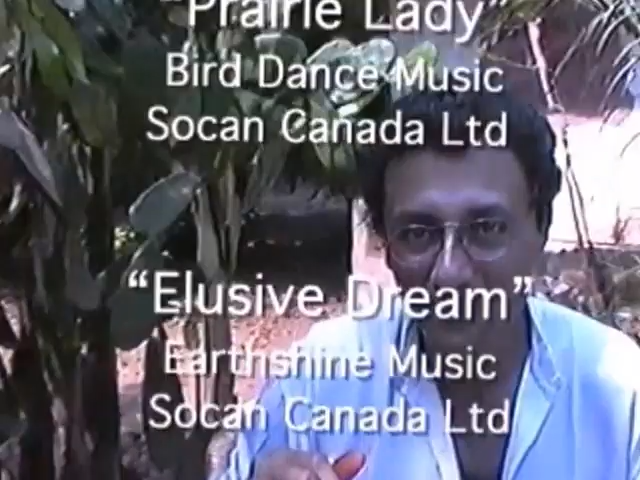 "Prairie Lady"
Bird Dance Music
Socan Canada Ltd
"Elusive Dream"
Earthshine Music
Socan Canada Ltd